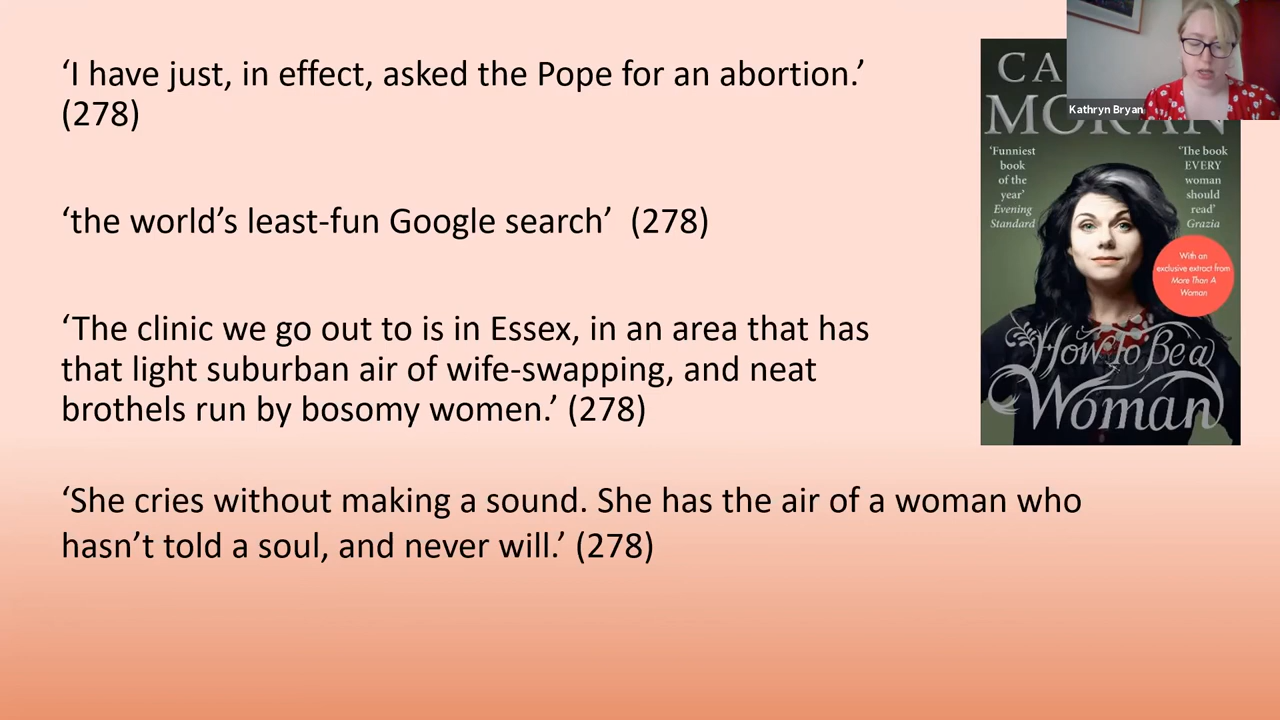 ‘I have just, in effect, asked the Pope for an abortion.’
(278)
‘the world’s least-fun Google search’  (278)
‘The clinic we go out to is in Essex, in an area that has
that light suburban air of wife-swapping, and neat
brothels run by bosomy women.’ (278)
‘She cries without making a sound. She has the air of a woman who
hasn’t told a soul, and never will.’ (278)
Kathryn Bryan
CA
MORAN
‘Funniest
book
of the
year’
Evening
Standard
‘The book
EVERY
woman
should
read’
Grazia
With an
exclusive extract from
More Than A
Woman
How To Be a
Woman